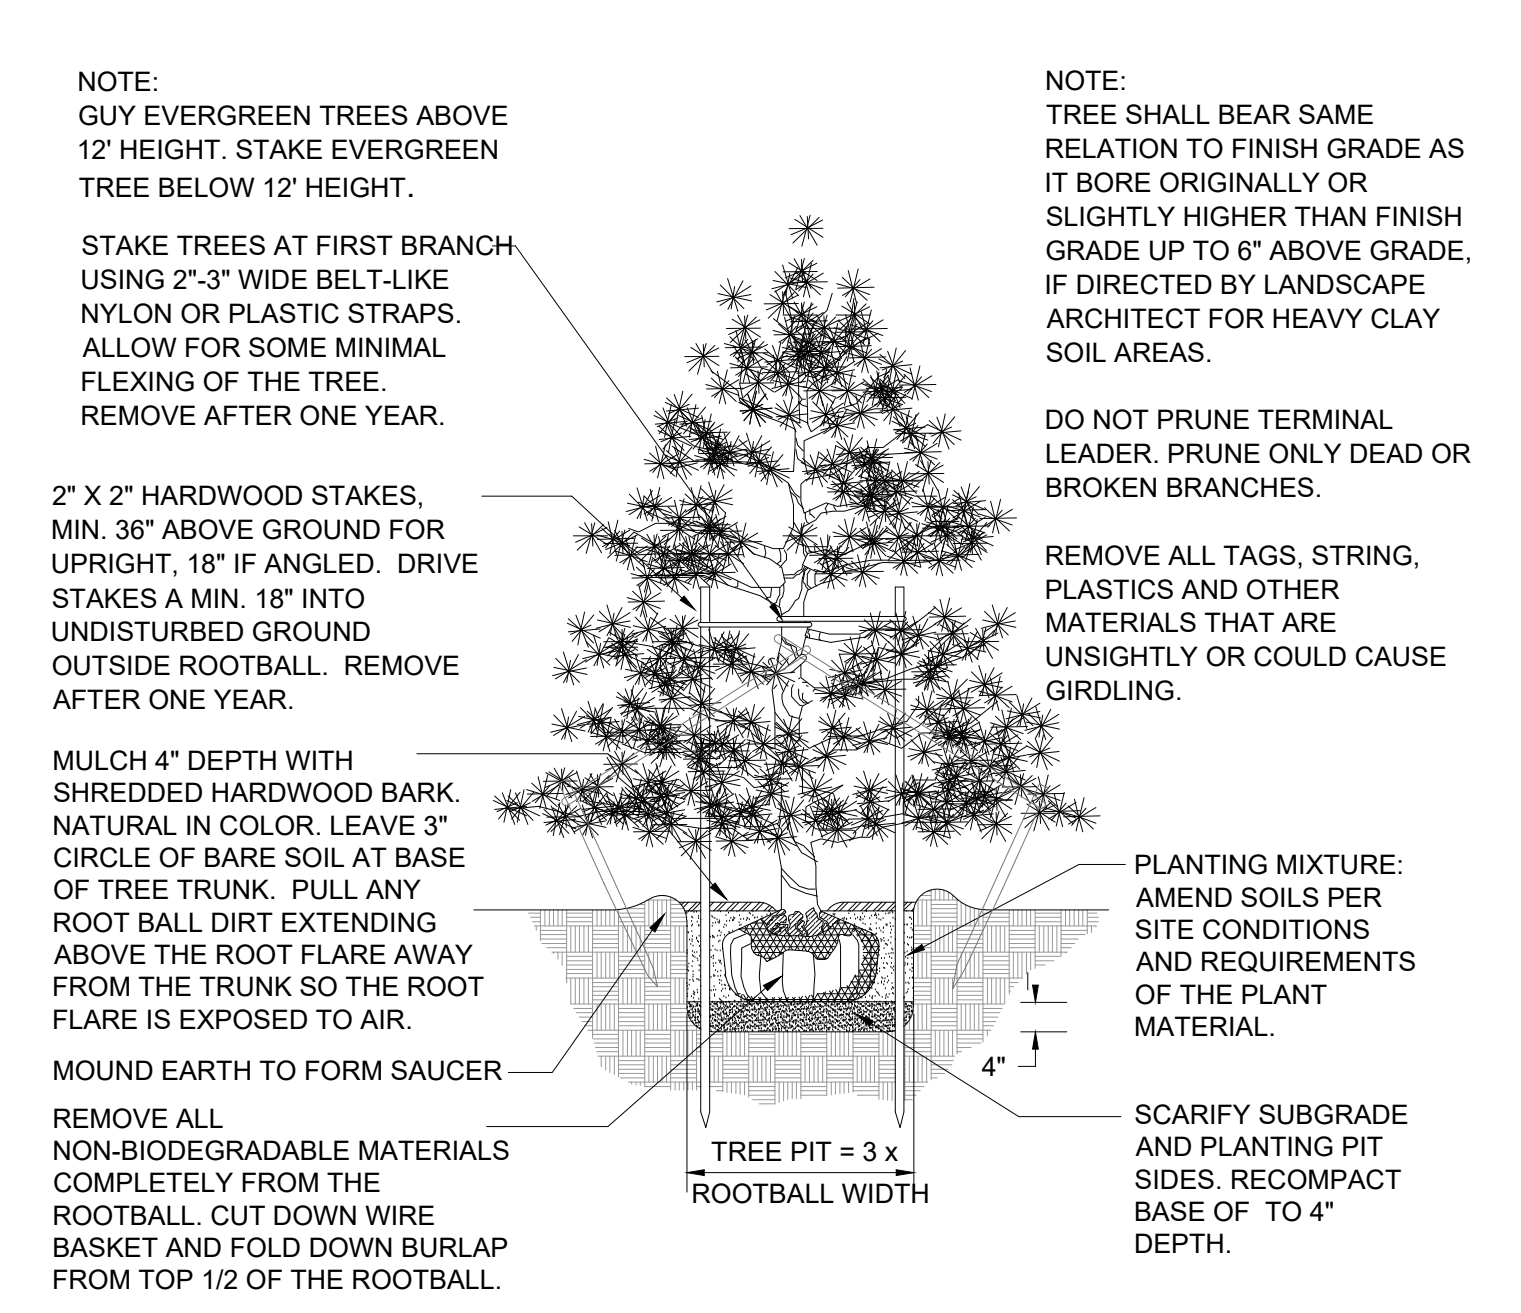 NOTE:
GUY EVERGREEN TREES ABOVE
12' HEIGHT. STAKE EVERGREEN
TREE BELOW 12' HEIGHT.
STAKE TREES AT FIRST BRANCH
USING 2"-3" WIDE BELT-LIKE
NYLON OR PLASTIC STRAPS.
ALLOW FOR SOME MINIMAL
FLEXING OF THE TREE.
REMOVE AFTER ONE YEAR.
2" X 2" HARDWOOD STAKES,
MIN. 36" ABOVE GROUND FOR
UPRIGHT, 18" IF ANGLED. DRIVE
STAKES A MIN. 18" INTO
UNDISTURBED GROUND
OUTSIDE ROOTBALL. REMOVE
AFTER ONE YEAR.
MULCH 4" DEPTH WITH
SHREDDED HARDWOOD BARK.
NATURAL IN COLOR. LEAVE 3"
CIRCLE OF BARE SOIL AT BASE
OF TREE TRUNK. PULL ANY
ROOT BALL DIRT EXTENDING
ABOVE THE ROOT FLARE AWAY
FROM THE TRUNK SO THE ROOT
FLARE IS EXPOSED TO AIR.
MOUND EARTH TO FORM SAUCER
REMOVE ALL
NON-BIODEGRADABLE MATERIALS
COMPLETELY FROM THE
ROOTBALL. CUT DOWN WIRE
BASKET AND FOLD DOWN BURLAP
FROM TOP 1/2 OF THE ROOTBALL.
TREE PIT = 3 x
ROOTBALL WIDTH
4"
NOTE:
TREE SHALL BEAR SAME
RELATION TO FINISH GRADE AS
IT BORE ORIGINALLY OR
SLIGHTLY HIGHER THAN FINISH
GRADE UP TO 6" ABOVE GRADE,
IF DIRECTED BY LANDSCAPE
ARCHITECT FOR HEAVY CLAY
SOIL AREAS.
DO NOT PRUNE TERMINAL
LEADER. PRUNE ONLY DEAD OR
BROKEN BRANCHES.
REMOVE ALL TAGS, STRING,
PLASTICS AND OTHER
MATERIALS THAT ARE
UNSIGHTLY OR COULD CAUSE
GIRDLING.
PLANTING MIXTURE:
AMEND SOILS PER
SITE CONDITIONS
AND REQUIREMENTS
OF THE PLANT
MATERIAL.
SCARIFY SUBGRADE
AND PLANTING PIT
SIDES. RECOMPACT
BASE OF TO 4"
DEPTH.